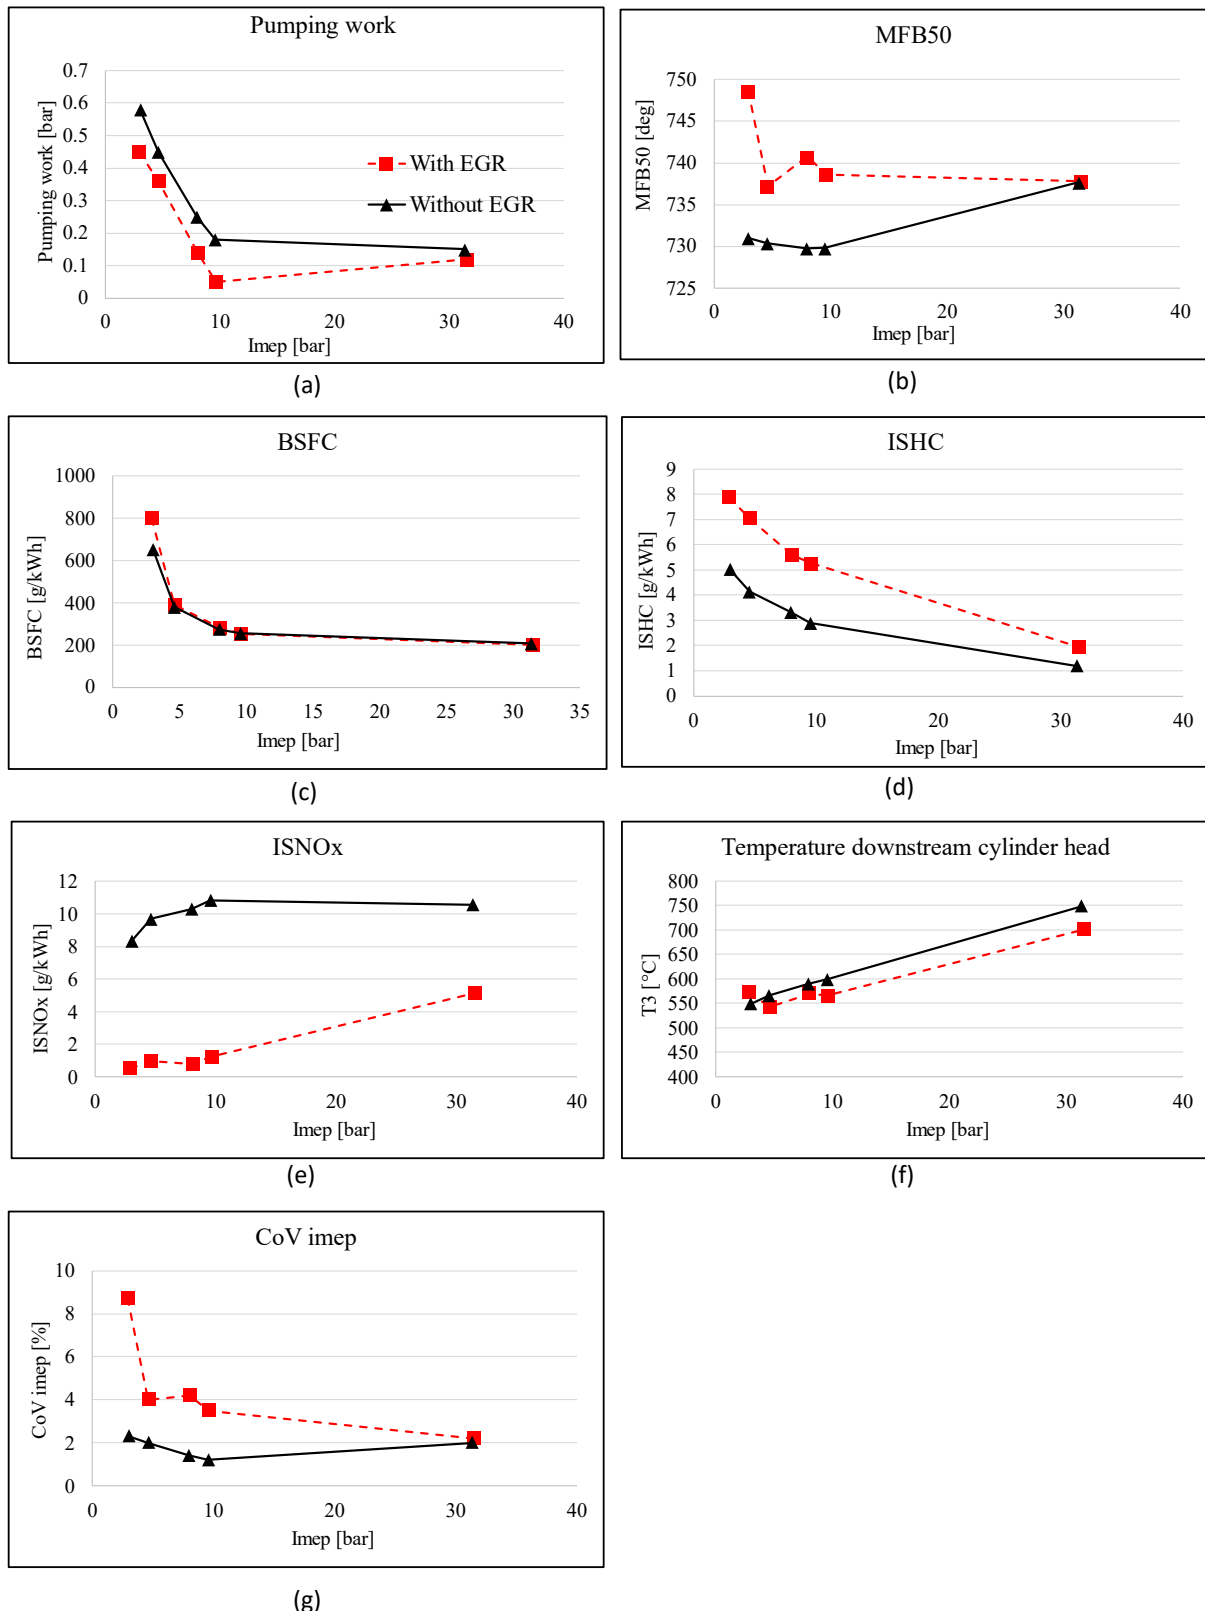 Pumping work
Pumping work [bar]
0.7
0.6
0.5
0.4
0.3
0.2
0.1
0
0 10 20 30 40
Imep [bar]
With EGR
Without EGR
(a)
MFB50
MFB50 [deg]
750
745
740
735
730
725
0 10 20 30 40
Imep [bar]
(b)
BSFC
BSFC [g/kWh]
1000
800
600
400
200
0
0 5 10 15 20 25 30 35
Imep [bar]
(c)
ISHC
ISHC [g/kWh]
9
8
7
6
5
4
3
2
1
0
0 10 20 30 40
Imep [bar]
(d)
ISNOx
ISNOx [g/kWh]
12
10
8
6
4
2
0
0 10 20 30 40
Imep [bar]
(e)
Temperature downstream cylinder head
T3 [°C]
800
750
700
650
600
550
500
450
400
0 10 20 30 40
Imep [bar]
(f)
CoV imep
CoV imep [%]
10
8
6
4
2
0
0 10 20 30 40
Imep [bar]
(g)